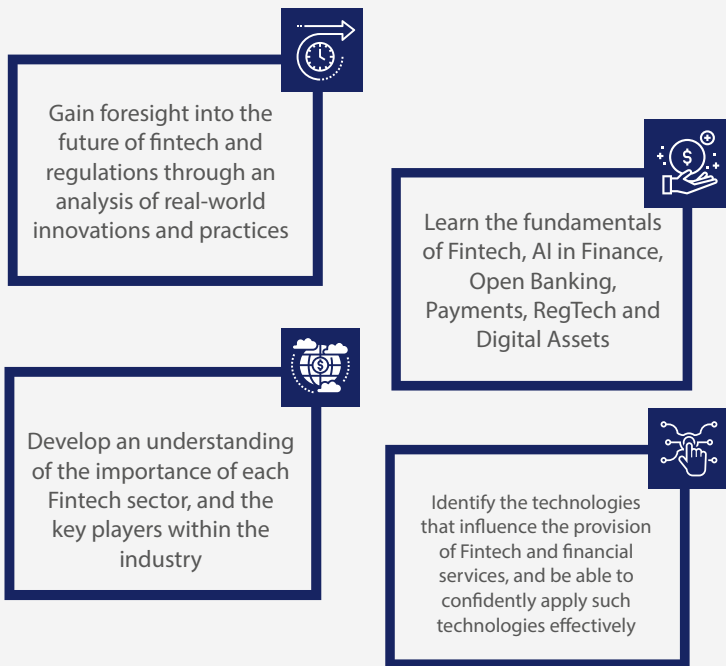 Gain foresight into the
future of fintech and
regulations through an
analysis of real-world
innovations and practices
Learn the fundamentals
of Fintech, AI in Finance,
Open Banking,
Payments, RegTech and
Digital Assets
Develop an understanding
of the importance of each
Fintech sector, and the
key players within the
industry
Identify the technologies
that influence the provision
of Fintech and financial
services, and be able to
confidently apply such
technologies effectively